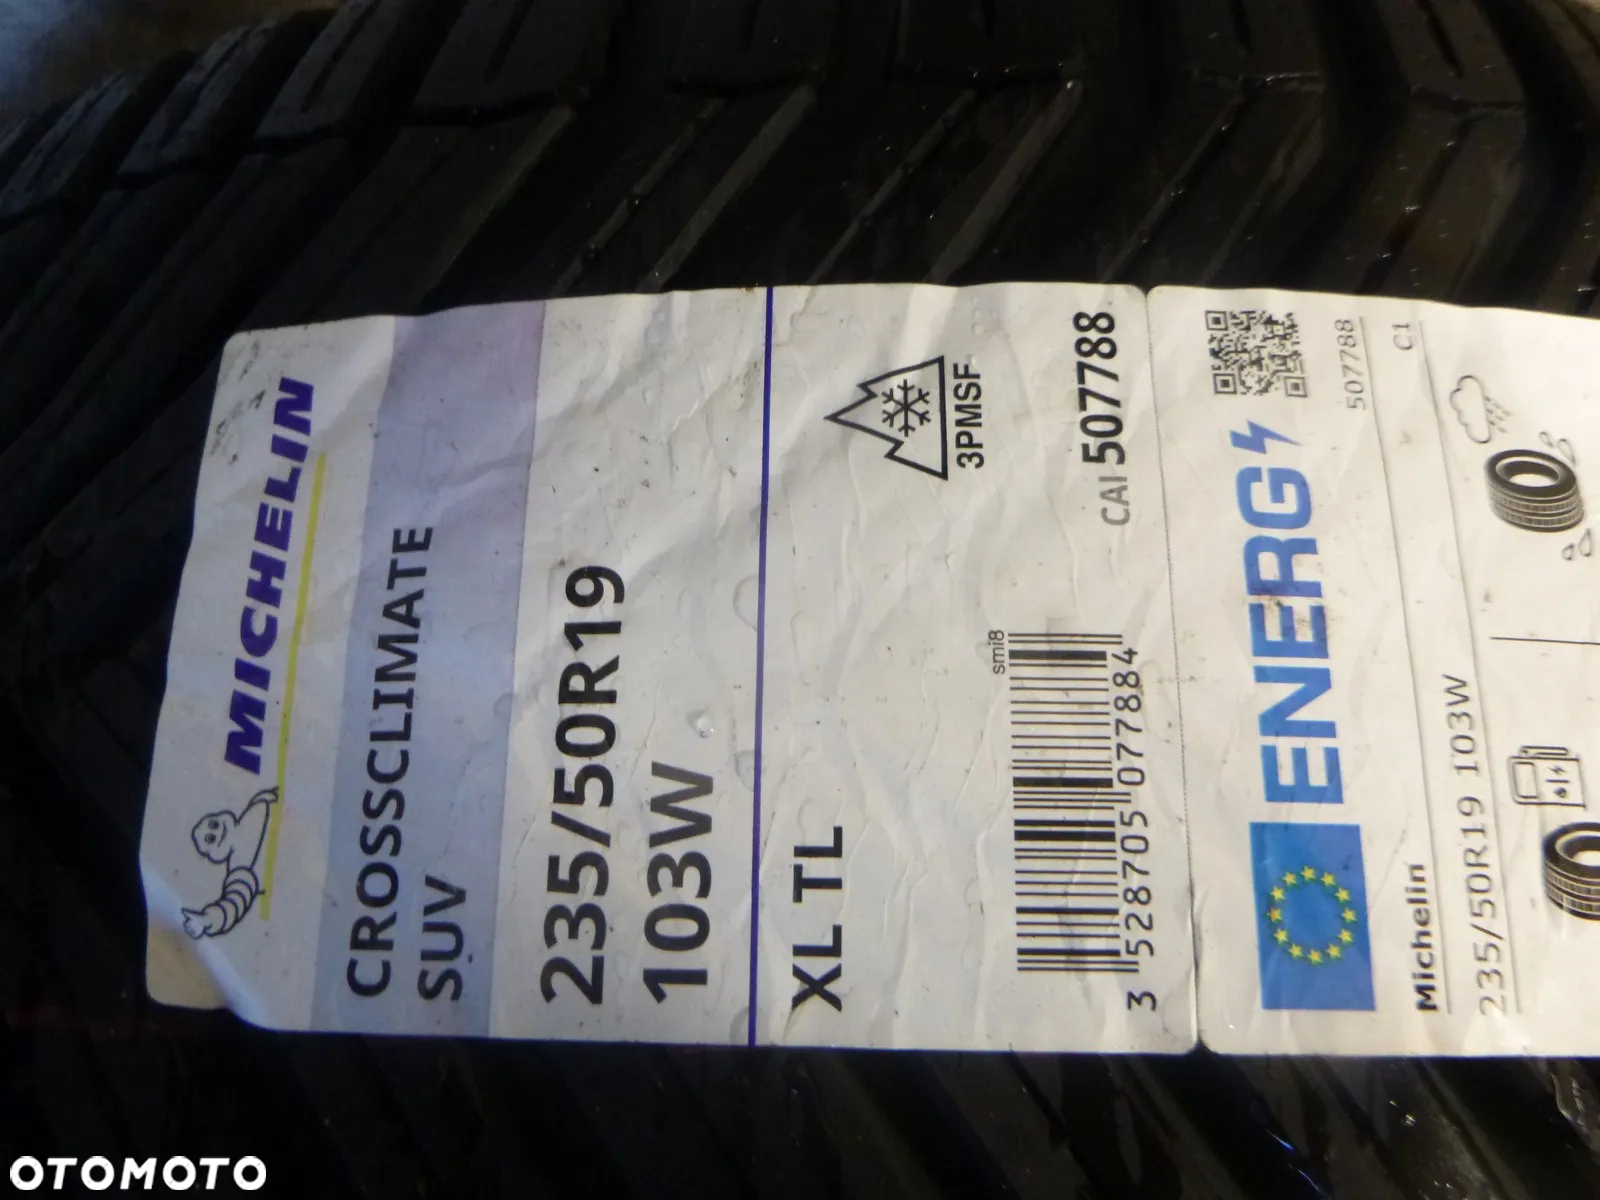 MICHELIN
CROSSCLIMATE
SUV
235/50R19
103W
XL TL
3PMSF
CAI 507788
smi8
3 528705 077884
ENERG
507788
Michelin
235/50R19 103W
C1
OTOMOTO